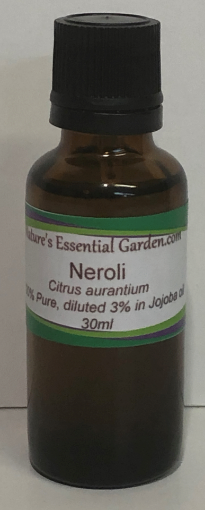 ature's Essential Garden.com
Neroli
Citrus aurantium
0% Pure, diluted 3% in Jojoba oil
30ml